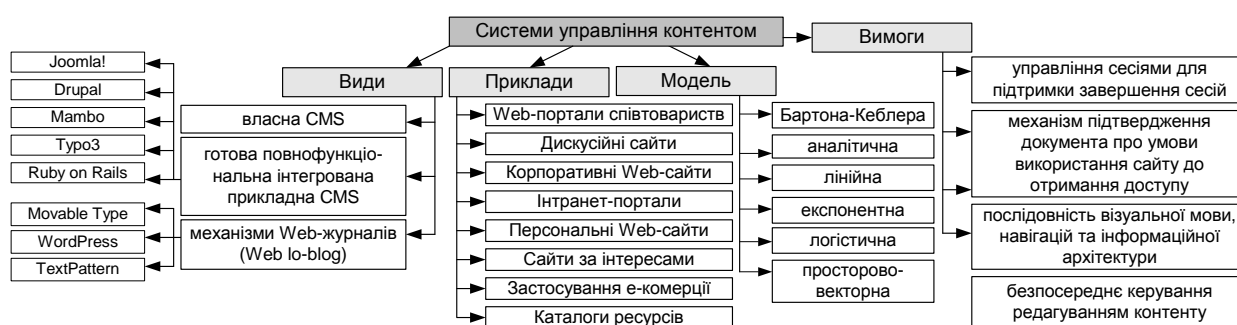 Системи управління контентом
Види
Приклади
Модель
Вимоги
Joomla!
Drupal
Mambo
Typo3
Ruby on Rails
Movable Type
WordPress
TextPattern
власна CMS
готова повнофункціо-
нальна інтегрована
прикладна CMS
механізми Web-журналів
(Web lo-blog)
Web-портали співтовариств
Дискусійні сайти
Корпоративні Web-сайти
Інтранет-портали
Персональні Web-сайти
Сайти за інтересами
Застосування е-комерції
Каталоги ресурсів
Бартона-Кеблера
аналітична
лінійна
експонентна
логістична
просторово-
векторна
управління сесіями для
підтримки завершення сесій
механізм підтвердження
документа про умови
використання сайту до
отримання доступу
послідовність візуальної мови,
навігацій та інформаційної
архітектури
безпосереднє керування
редагуванням контенту